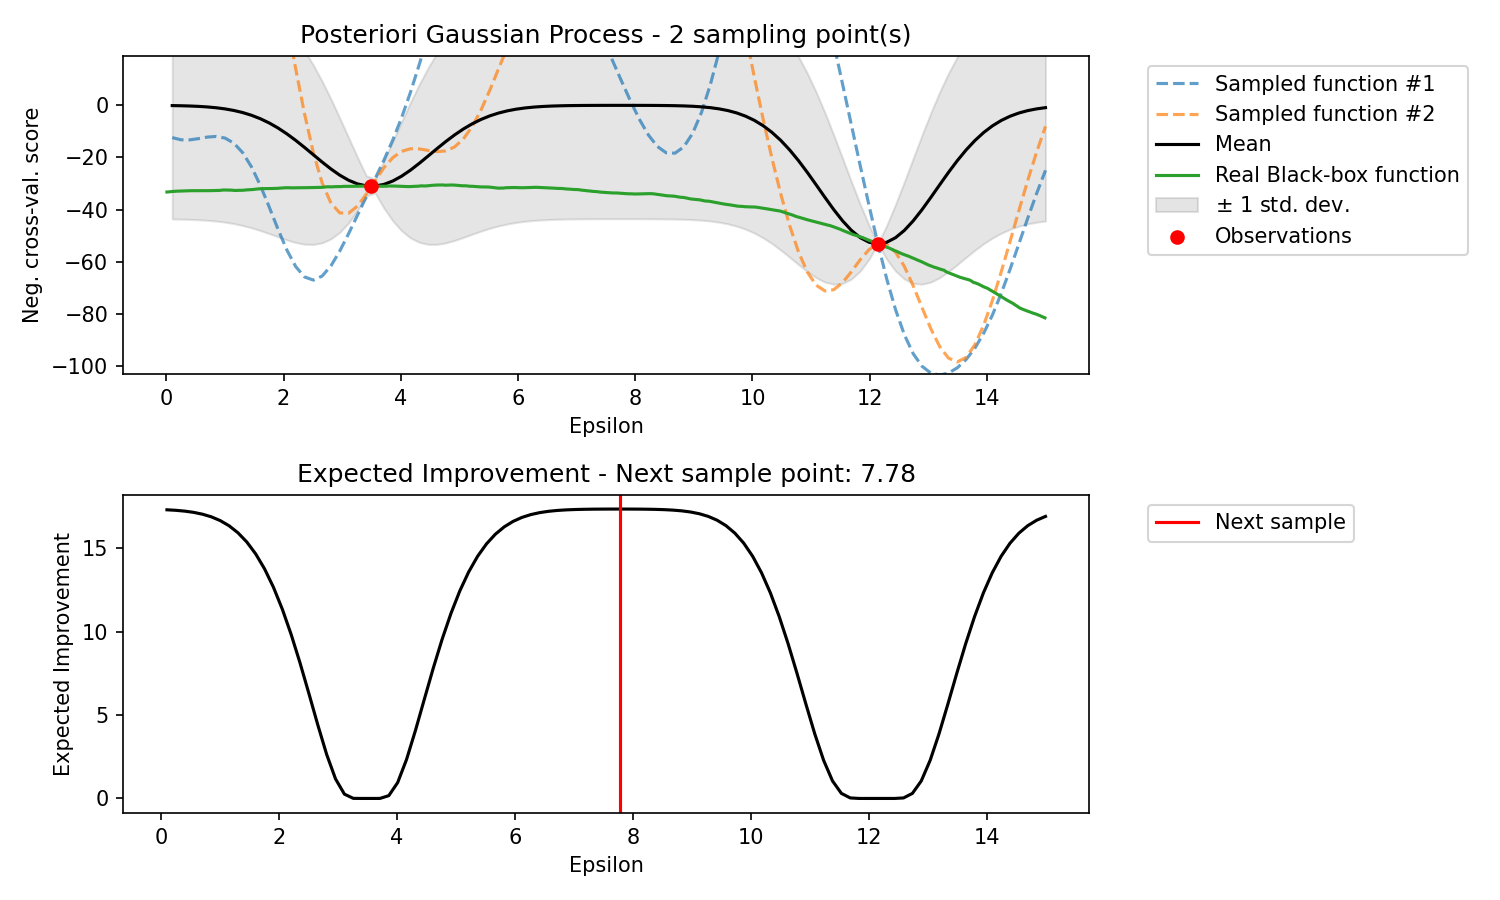 Posteriori Gaussian Process - 2 sampling point(s)
Neg. cross-val. score
0
−20
−40
−60
−80
−100
0 2 4 6 8 10 12 14
Epsilon
Sampled function #1
Sampled function #2
Mean
Real Black-box function
± 1 std. dev.
Observations
Expected Improvement - Next sample point: 7.78
Expected Improvement
15
10
5
0
0 2 4 6 8 10 12 14
Epsilon
Next sample